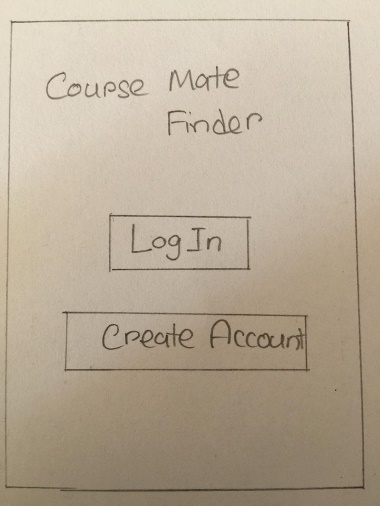 Course Mate
Finder
Log In
Create Account